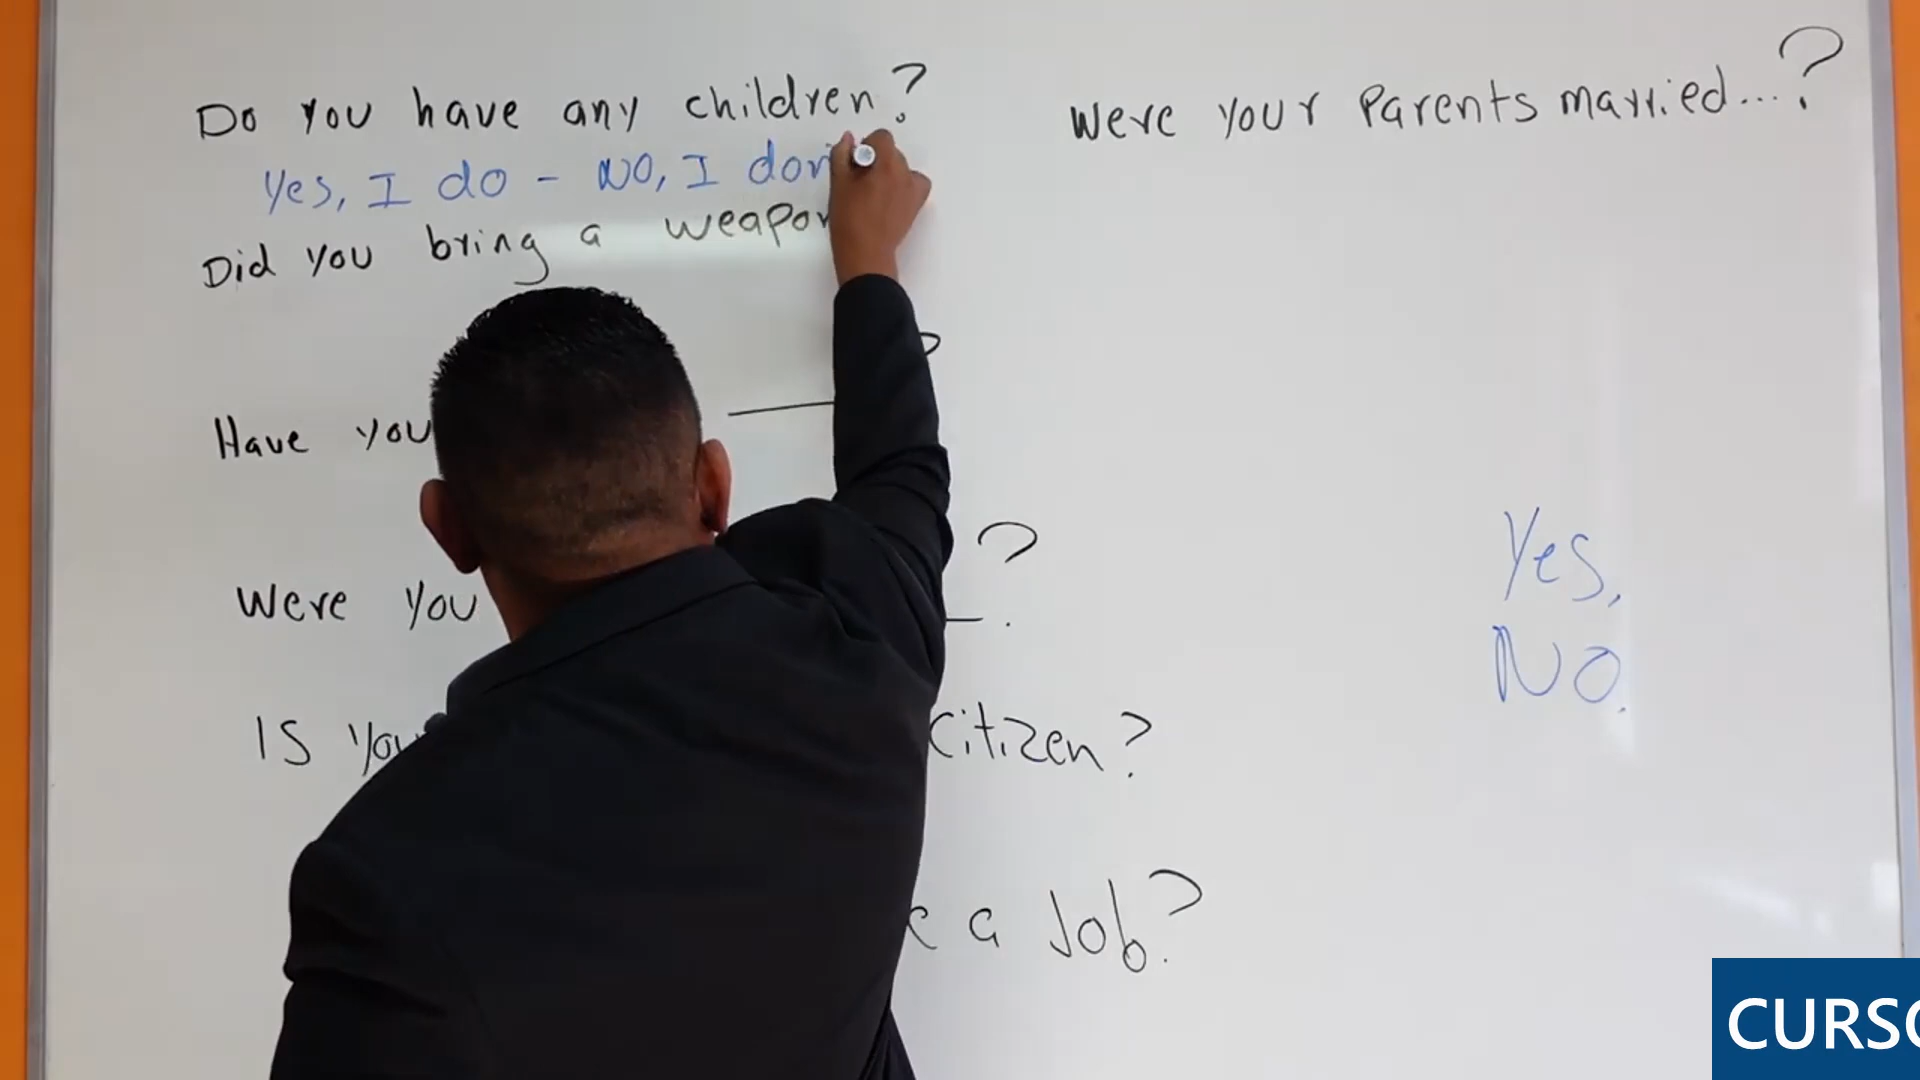 Do you have any children?
Yes, I do - NO, I don
Did you bring a weapon
Have you
Were you
Is you citizen?
a Job?
Were your Parents married...?
Yes,
No.
CURSO